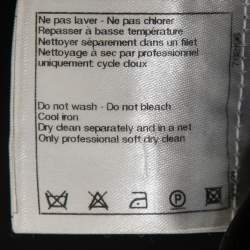 Ne pas laver - Ne pas chlorer
Repasser à basse température
Nettoyer séparement dans un filet
Nettoyage à sec par professionnel
uniquement: cycle doux
Do not wash - Do not bleach
Cool iron
Dry clean separately and in a net
Only professional soft dry clean
P